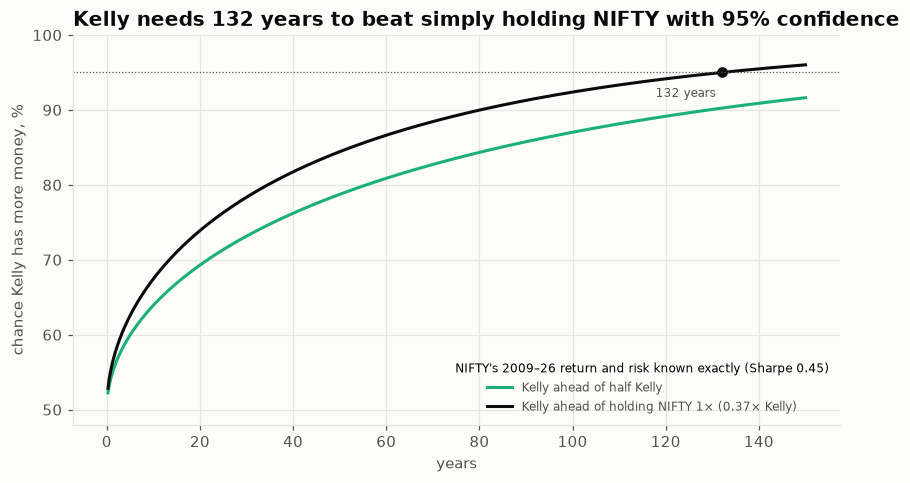 Kelly needs 132 years to beat simply holding NIFTY with 95% confidence
chance Kelly has more money, %
100
90
80
70
60
50
132 years
NIFTY's 2009–26 return and risk known exactly (Sharpe 0.45)
Kelly ahead of half Kelly
Kelly ahead of holding NIFTY 1× (0.37× Kelly)
0 20 40 60 80 100 120 140
years